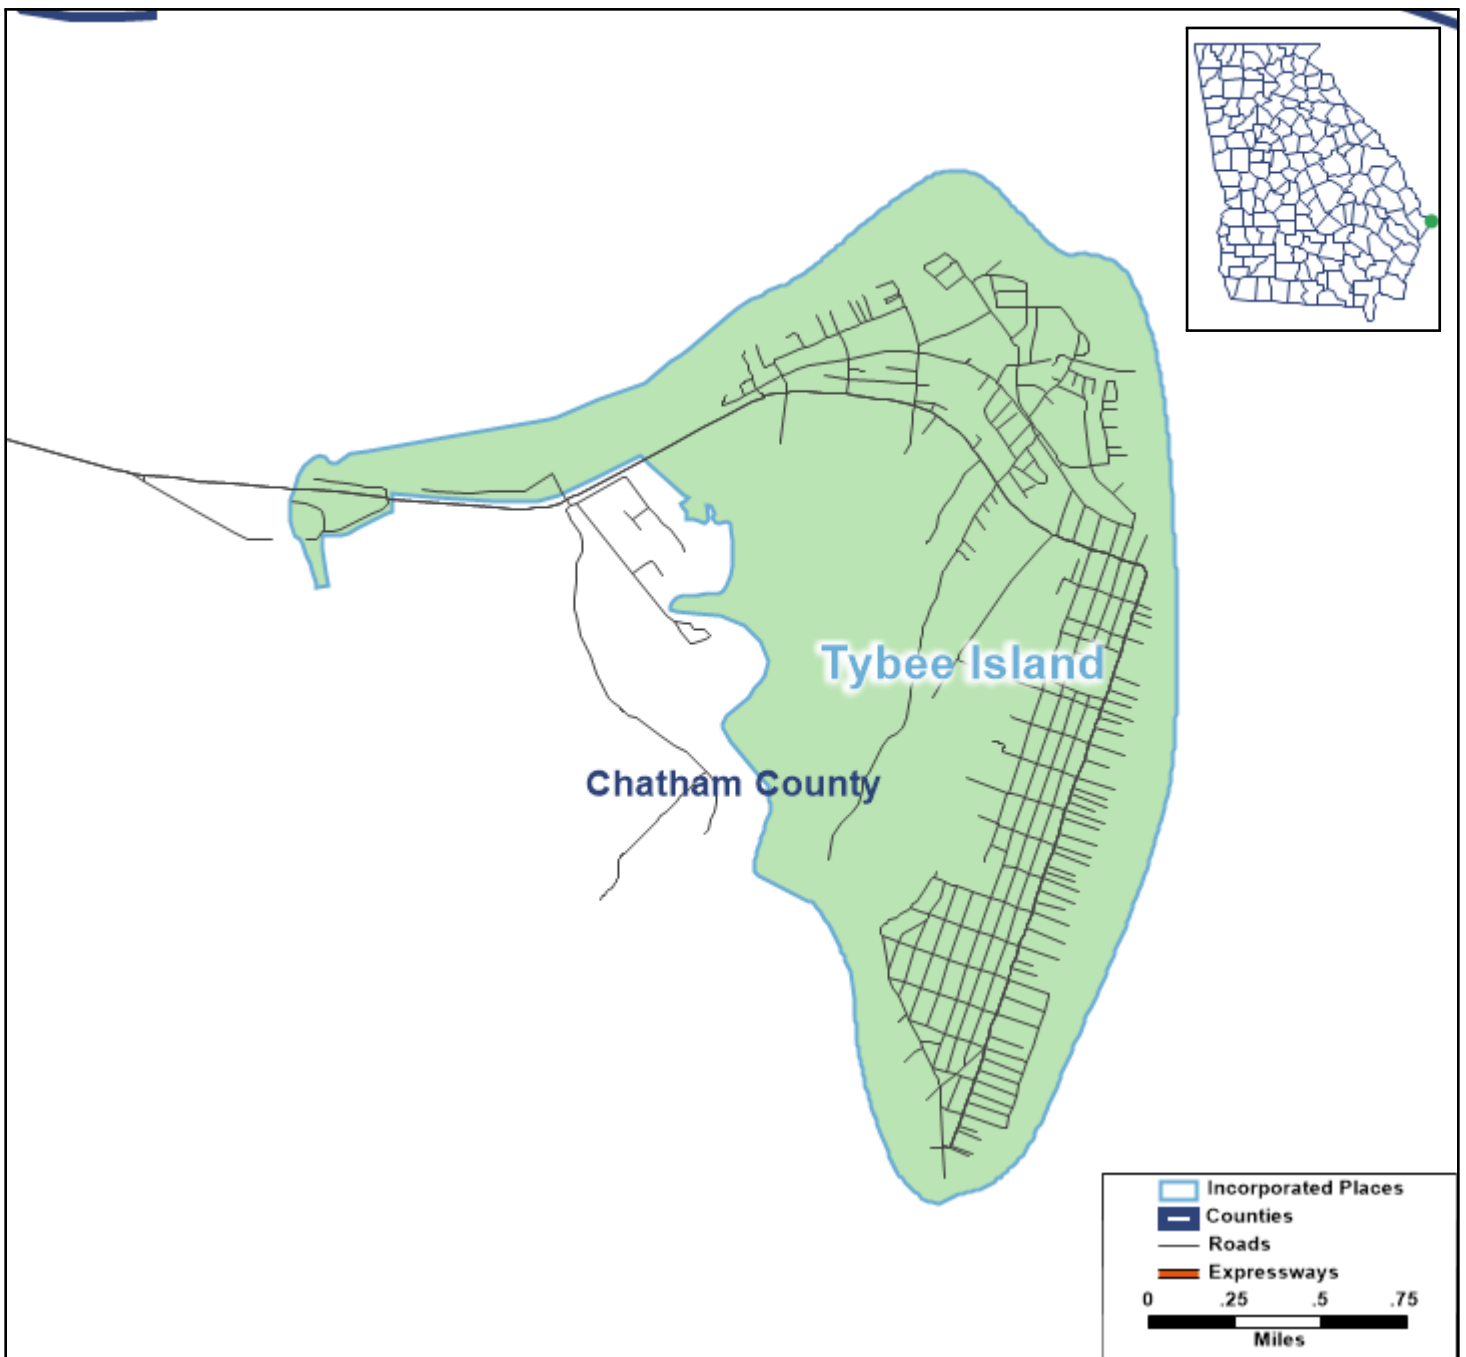 Tybee Island
Chatham County
Incorporated Places
Counties
Roads
Expressways
0 .25 .5 .75
Miles